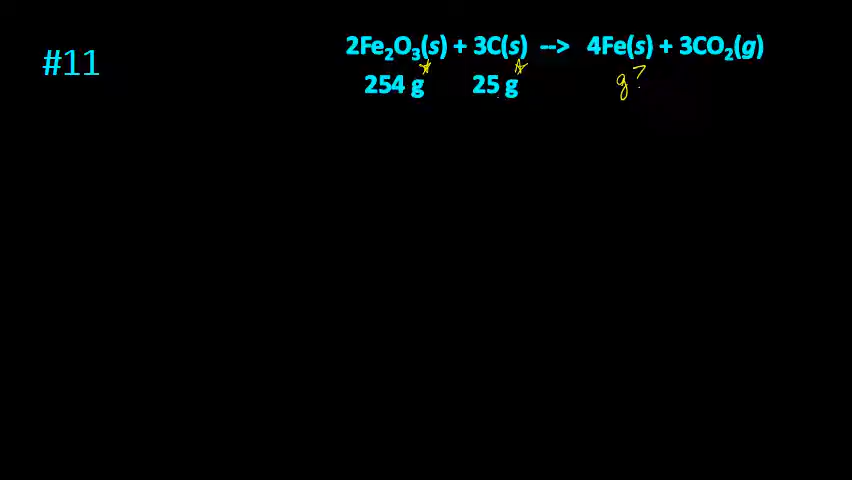 #11
2Fe₂O₃(s) + 3C(s) --> 4Fe(s) + 3CO₂(g)
254 g* 25 g* g?